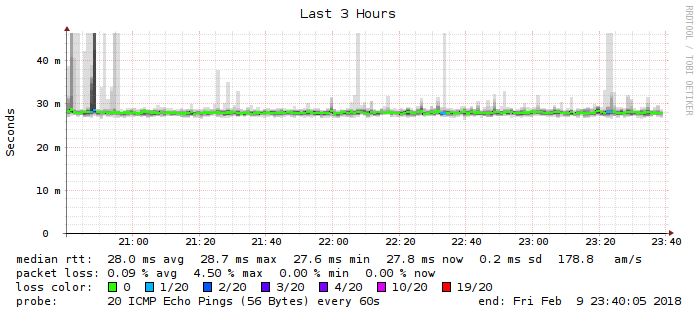 Last 3 Hours
RRDTOOL / TOBI OETIKER
Seconds
40 m
30 m
20 m
10 m
0
21:00 21:20 21:40 22:00 22:20 22:40 23:00 23:20 23:40
median rtt: 28.0 ms avg 28.7 ms max 27.6 ms min 27.8 ms now 0.2 ms sd 178.8 am/s
packet loss: 0.09 % avg 4.50 % max 0.00 % min 0.00 % now
loss color: 0 1/20 2/20 3/20 4/20 10/20 19/20
probe: 20 ICMP Echo Pings (56 Bytes) every 60s end: Fri Feb 9 23:40:05 2018